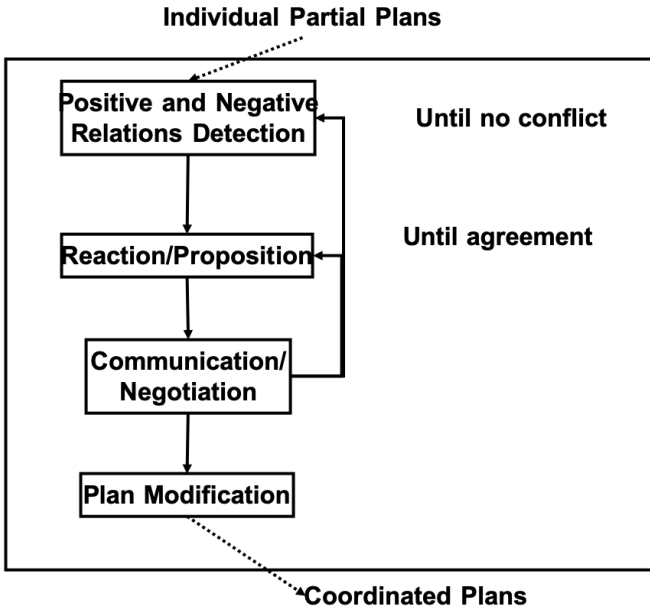 Individual Partial Plans
Positive and Negative
Relations Detection
Until no conflict
Until agreement
Reaction/Proposition
Communication/
Negotiation
Plan Modification
Coordinated Plans